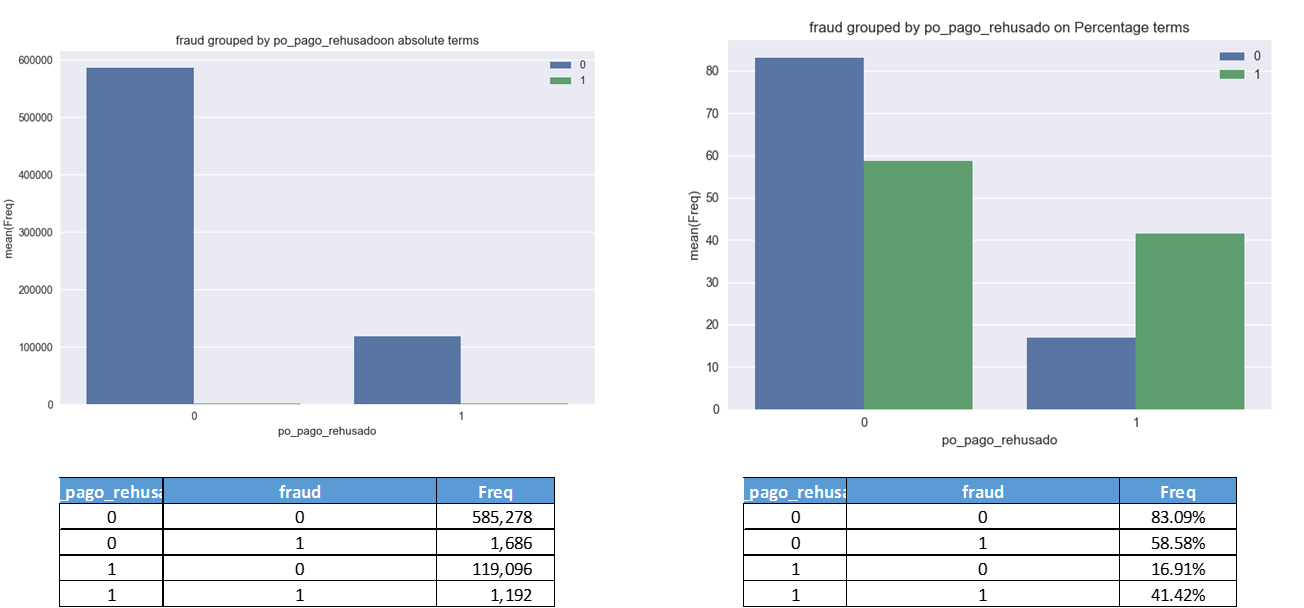 fraud grouped by po_pago_rehusadoon absolute terms
600000
500000
400000
300000
200000
100000
0
mean(Freq)
0
1
0
1
po_pago_rehusado
fraud grouped by po_pago_rehusado on Percentage terms
80
70
60
50
40
30
20
10
0
mean(Freq)
0
1
0
1
po_pago_rehusado
_pago_rehusa fraud Freq
0 0 585,278
0 1 1,686
1 0 119,096
1 1 1,192
_pago_rehusa fraud Freq
0 0 83.09%
0 1 58.58%
1 0 16.91%
1 1 41.42%